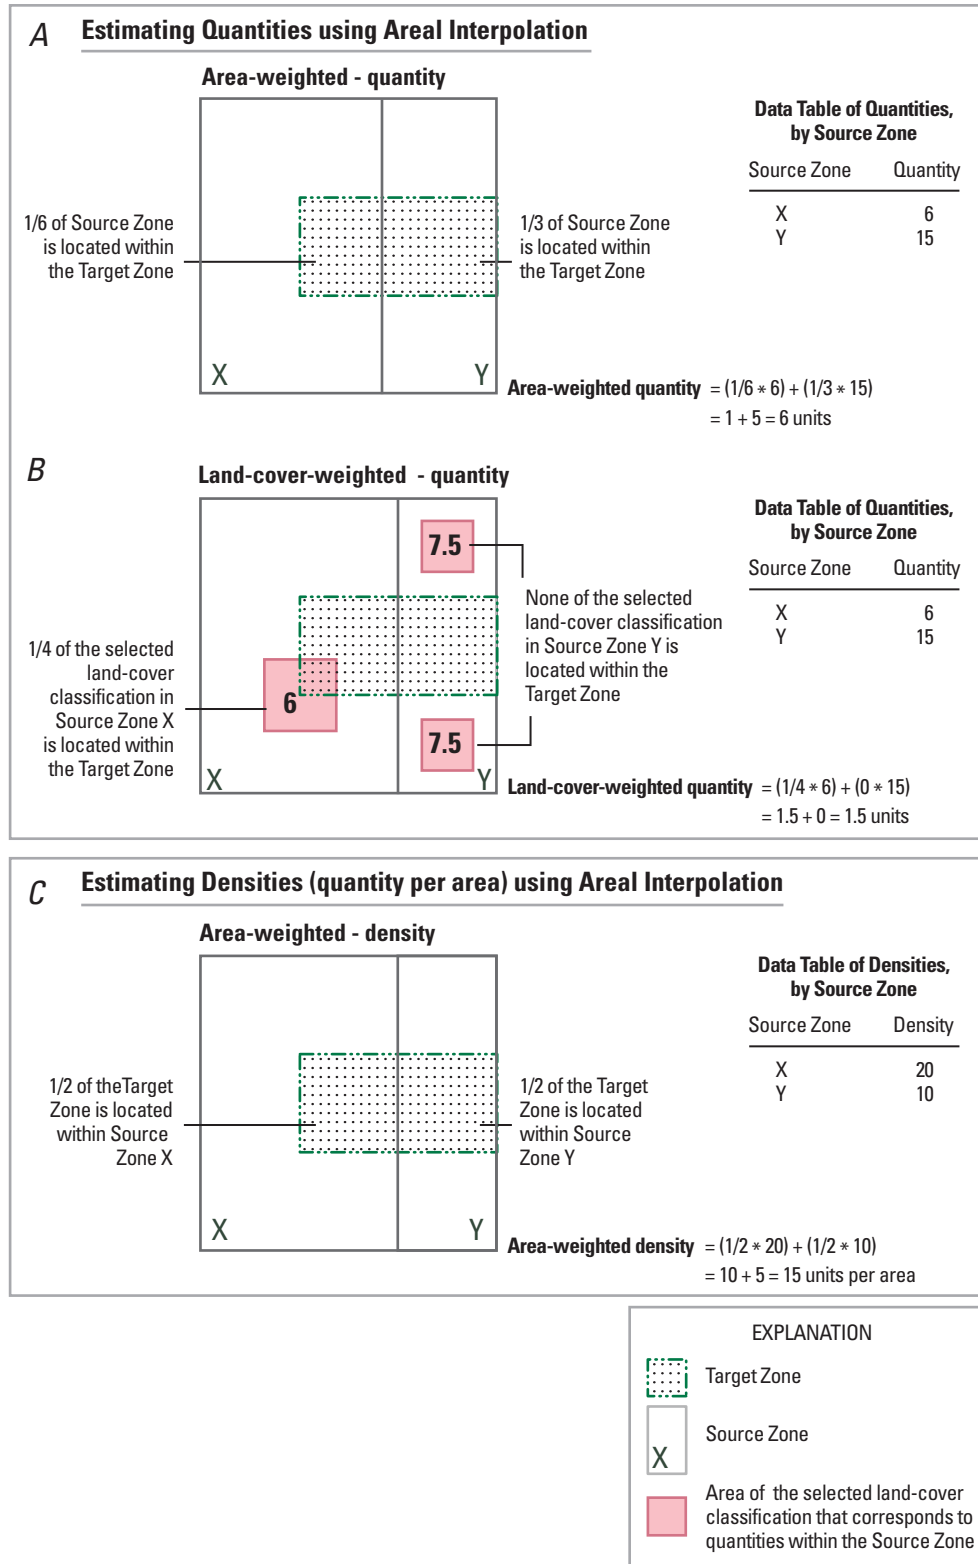 A Estimating Quantities using Areal Interpolation
Area-weighted - quantity
Data Table of Quantities,
by Source Zone
Source Zone Quantity
X 6
Y 15
1/6 of Source Zone
is located within
the Target Zone
1/3 of Source Zone
is located within
the Target Zone
X Y
Area-weighted quantity = (1/6 * 6) + (1/3 * 15)
= 1 + 5 = 6 units
B
Land-cover-weighted - quantity
Data Table of Quantities,
by Source Zone
Source Zone Quantity
X 6
Y 15
7.5
None of the selected
land-cover classification
in Source Zone Y is
located within the
Target Zone
1/4 of the selected
land-cover
classification in
Source Zone X
is located within
the Target Zone
6
7.5
X Y
Land-cover-weighted quantity = (1/4 * 6) + (0 * 15)
= 1.5 + 0 = 1.5 units
C Estimating Densities (quantity per area) using Areal Interpolation
Area-weighted - density
Data Table of Densities,
by Source Zone
Source Zone Density
X 20
Y 10
1/2 of theTarget
Zone is located
within Source
Zone X
1/2 of the Target
Zone is located
within Source
Zone Y
X Y
Area-weighted density = (1/2 * 20) + (1/2 * 10)
= 10 + 5 = 15 units per area
EXPLANATION
Target Zone
Source Zone
X
Area of the selected land-cover
classification that corresponds to
quantities within the Source Zone